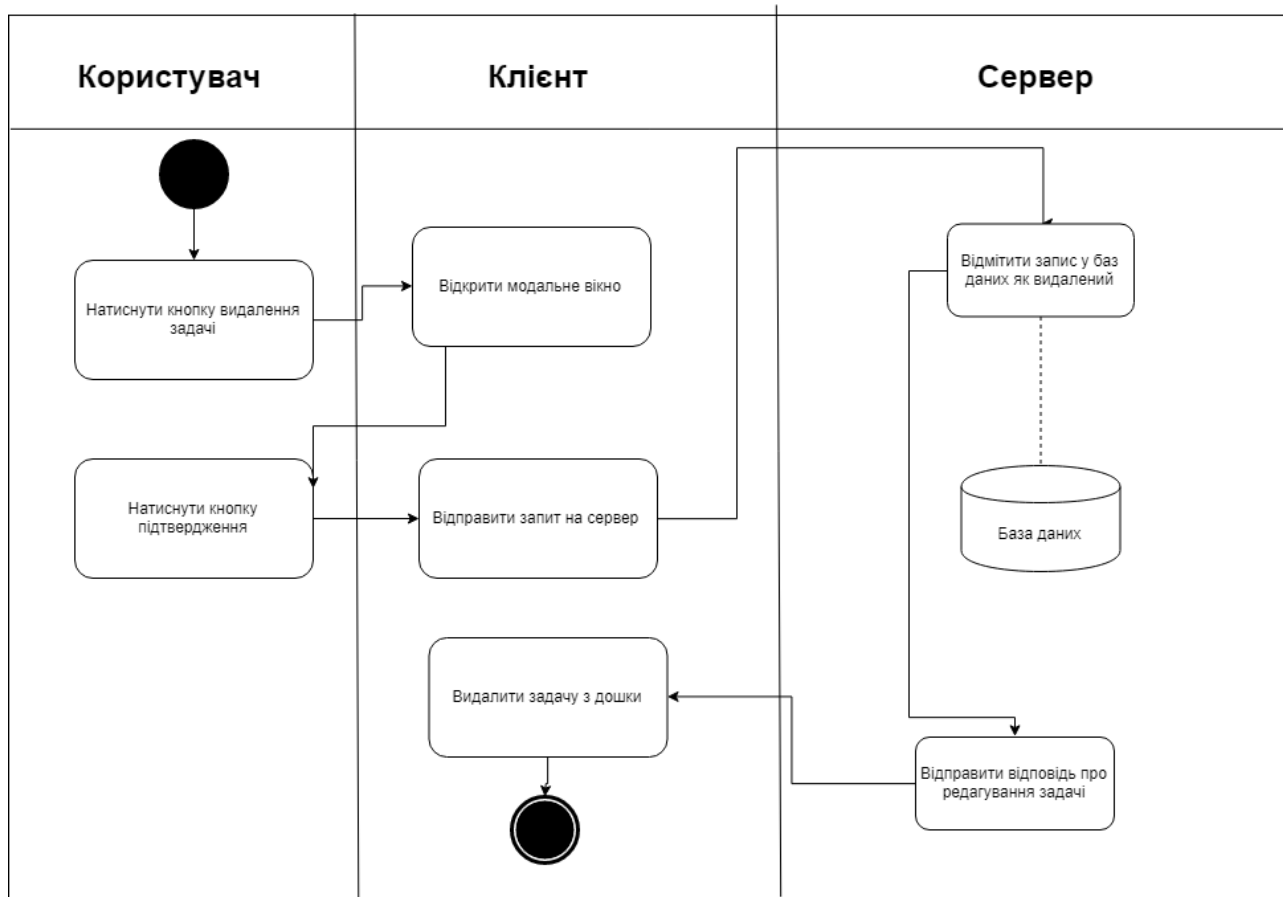 Користувач
Клієнт
Сервер
Натиснути кнопку видалення
задачі
Відкрити модальне вікно
Відмітити запис у баз
даних як видалений
Натиснути кнопку
підтвердження
Відправити запит на сервер
База даних
Видалити задачу з дошки
Відправити відповідь про
редагування задачі